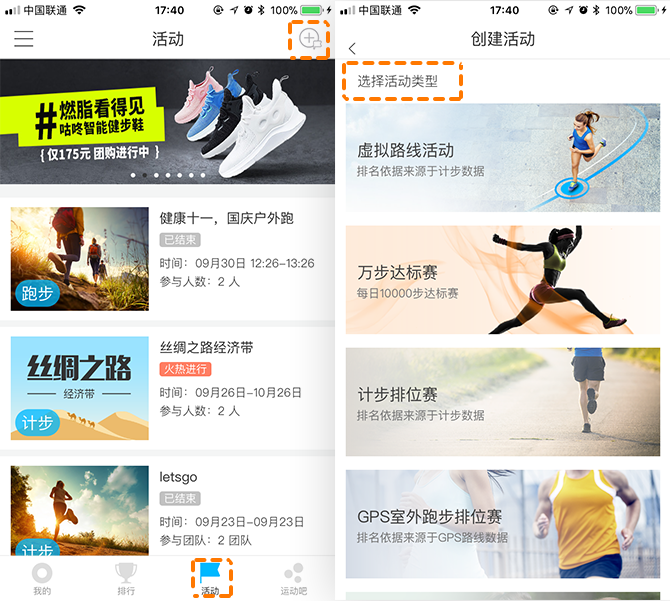 中国联通
17:40
100%
活动
#燃脂看得见
咕咚智能健步鞋
{ 仅175元 团购进行中 }
健康十一，国庆户外跑
已结束
时间：09月30日 12:26-13:26
参与人数：2 人
跑步
丝绸之路
经济带
计步
丝绸之路经济带
火热进行
时间：09月26日-10月26日
参与人数：2 人
letsgo
已结束
时间：09月23日-09月23日
参与团队：2 团队
计步
我的
排行
活动
运动吧
中国联通
17:40
100%
创建活动
选择活动类型
虚拟路线活动
排名依据来源于计步数据
万步达标赛
每日10000步达标赛
计步排位赛
排名依据来源于计步数据
GPS室外跑步排位赛
排名依据来源于GPS路线数据